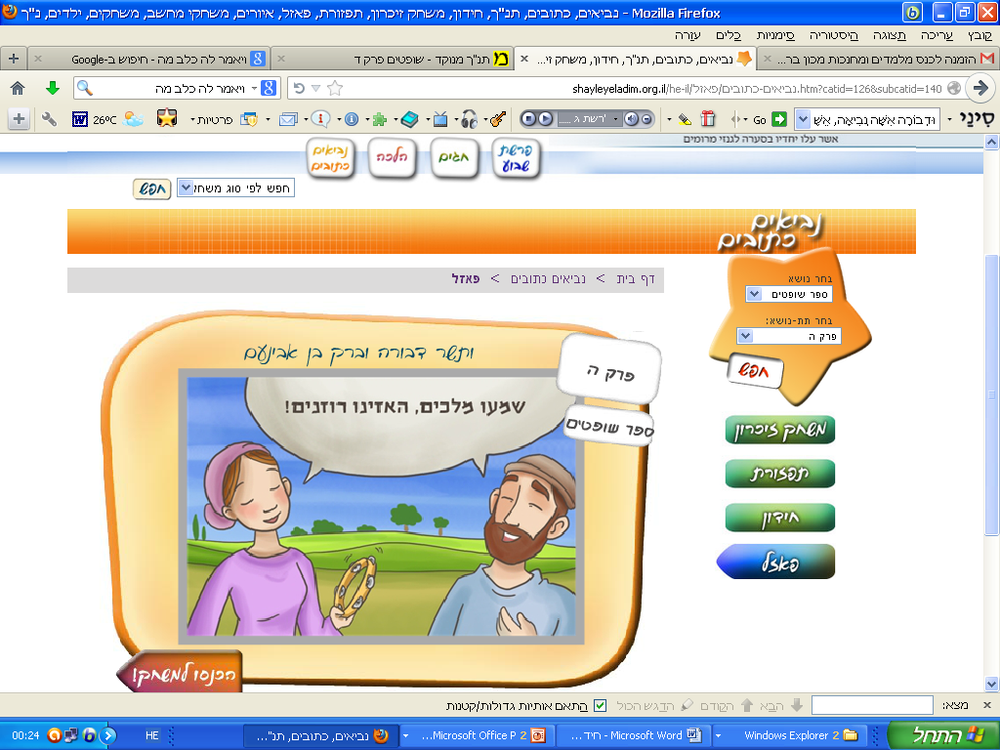 נביאים, כתובים, תנ"ך, חידון, משחק זיכרון, תפזורת, פאזל, איורים, משחקי מחשב, משחקים, ילדים, נ"ך - Mozilla Firefox
קובץ עריכה תצוגה היסטוריה סימניות כלים עזרה
הזמנה לכנס מלמדים ומחנכות מכון בר...
נביאים, כתובים, תנ"ך, חידון, משחק זי...
תנ"ך מנוקד - שופטים פרק ד
ויאמר לה כלב מה - חיפוש ב-Google
shayleyeladim.org.il/he-il/נביאים-כתובים/פאזל.htm?catid=126&subcatid=140
ויאמר לה כלב מה
סיני
וּדְבוֹרָה אִשָּׁה נְבִיאָה, אֵשֶׁ
Go
רשת ג'
פרטיות
26°C
W
אשר עלו יחדיו בסערה לגנזי מרומים
פרשת שבוע
חגים
הלכה
נביאים כתובים
חפש לפי סוג משחק
חפש
נביאים כתובים
דף בית > נביאים כתובים > פאזל
בחר נושא
ספר שופטים
בחר תת-נושא:
פרק ה
חפש
ותשר דבורה וברק בן אבינעם
פרק ה
ספר שופטים
שמעו מלכים, האזינו רוזנים!
משחק זיכרון
תפזורת
חידון
פאזל
הכנסו למשחק!
מצא:
הבא
הקודם
הדגש הכול
התאם אותיות גדולות/קטנות
התחל
Windows Explorer 2
חיד... - Microsoft Word
Microsoft Office P 2...
נביאים, כתובים, תנ"...
HE
00:24